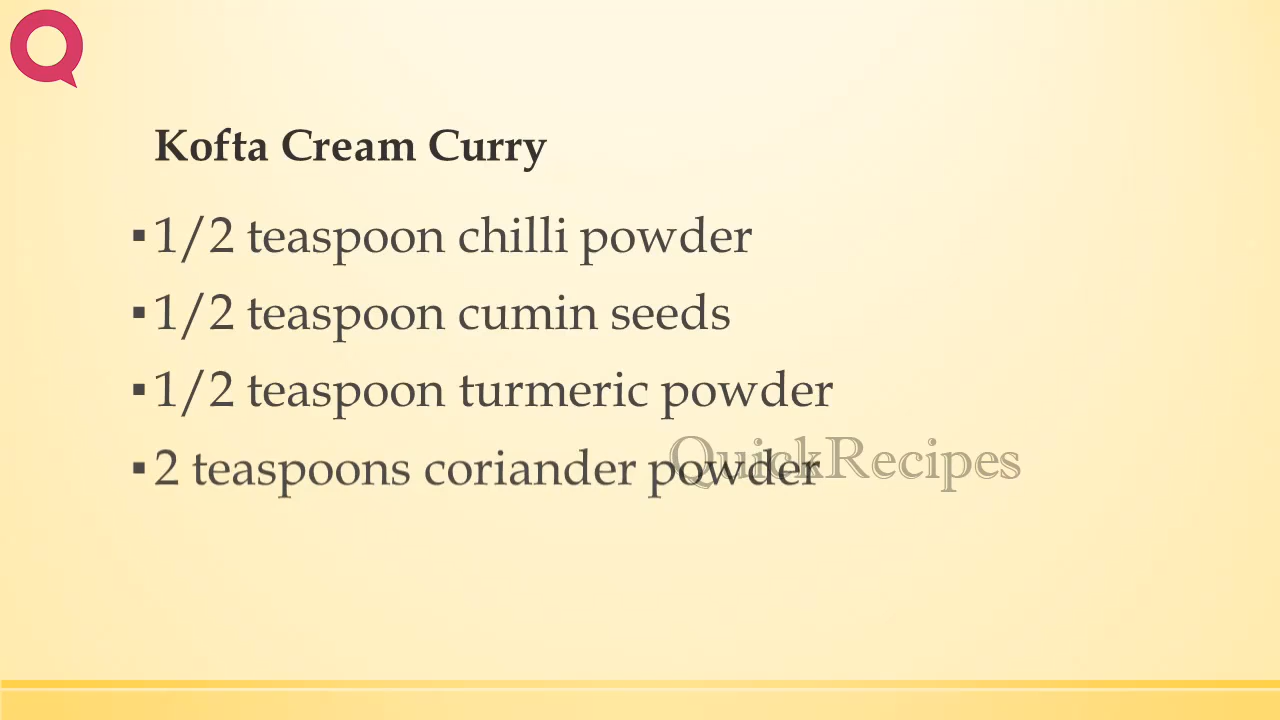 Kofta Cream Curry
▪1/2 teaspoon chilli powder
▪1/2 teaspoon cumin seeds
▪1/2 teaspoon turmeric powder
▪2 teaspoons coriander powder
QuickRecipes